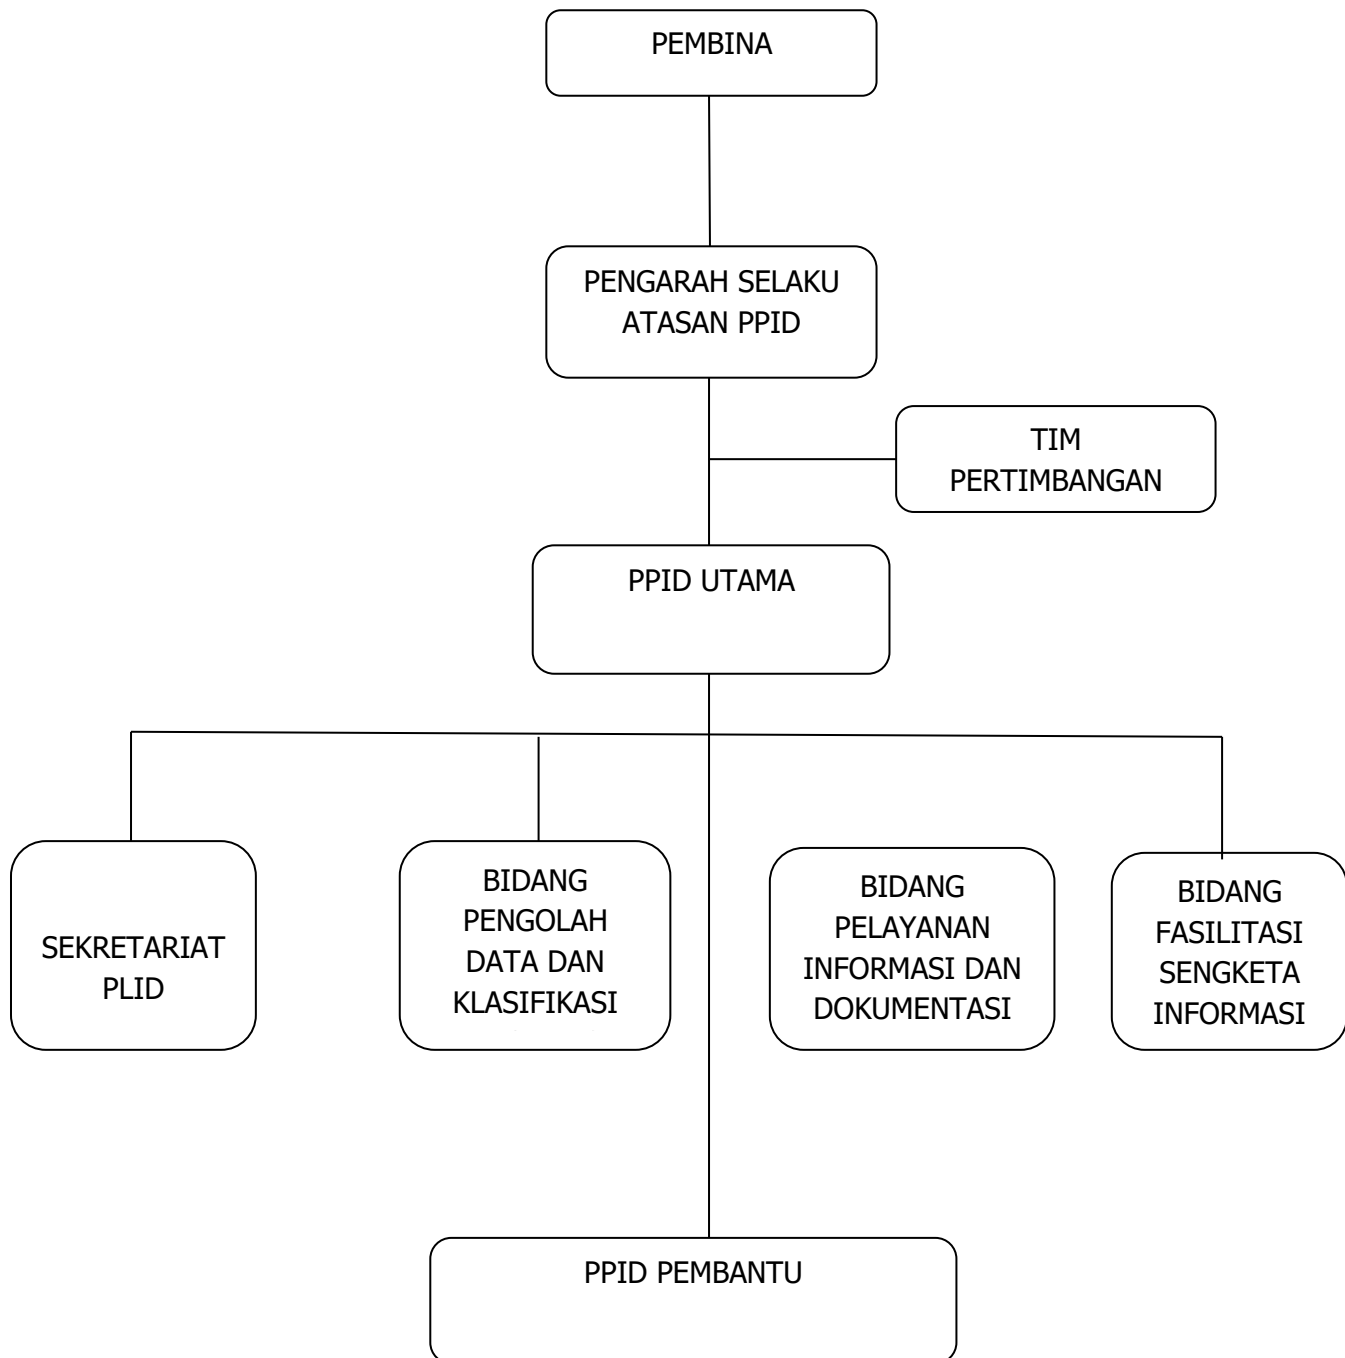 PEMBINA
PENGARAH SELAKU
ATASAN PPID
TIM
PERTIMBANGAN
PPID UTAMA
SEKRETARIAT
PLID
BIDANG
PENGOLAH
DATA DAN
KLASIFIKASI
BIDANG
PELAYANAN
INFORMASI DAN
DOKUMENTASI
BIDANG
FASILITASI
SENGKETA
INFORMASI
PPID PEMBANTU